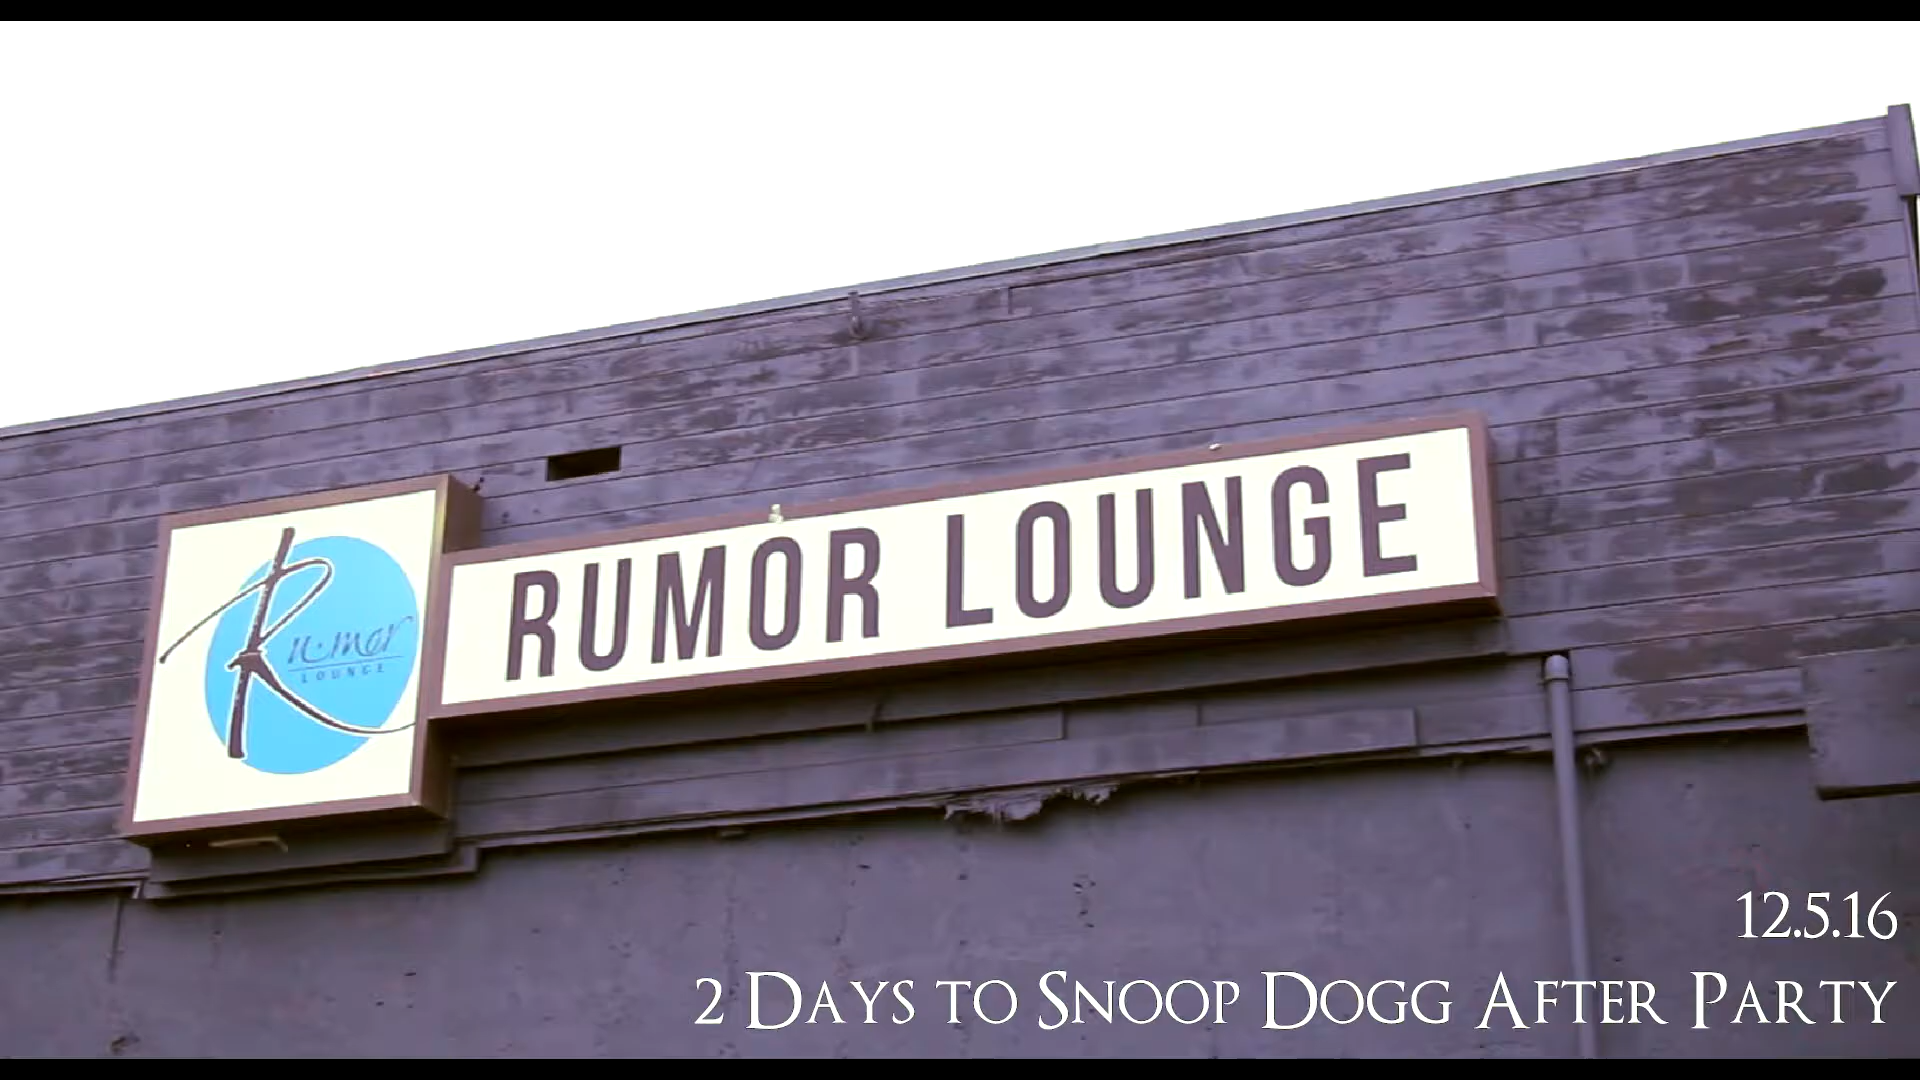 Rumor
LOUNGE
RUMOR LOUNGE
12.5.16
2 Days to Snoop Dogg After Party